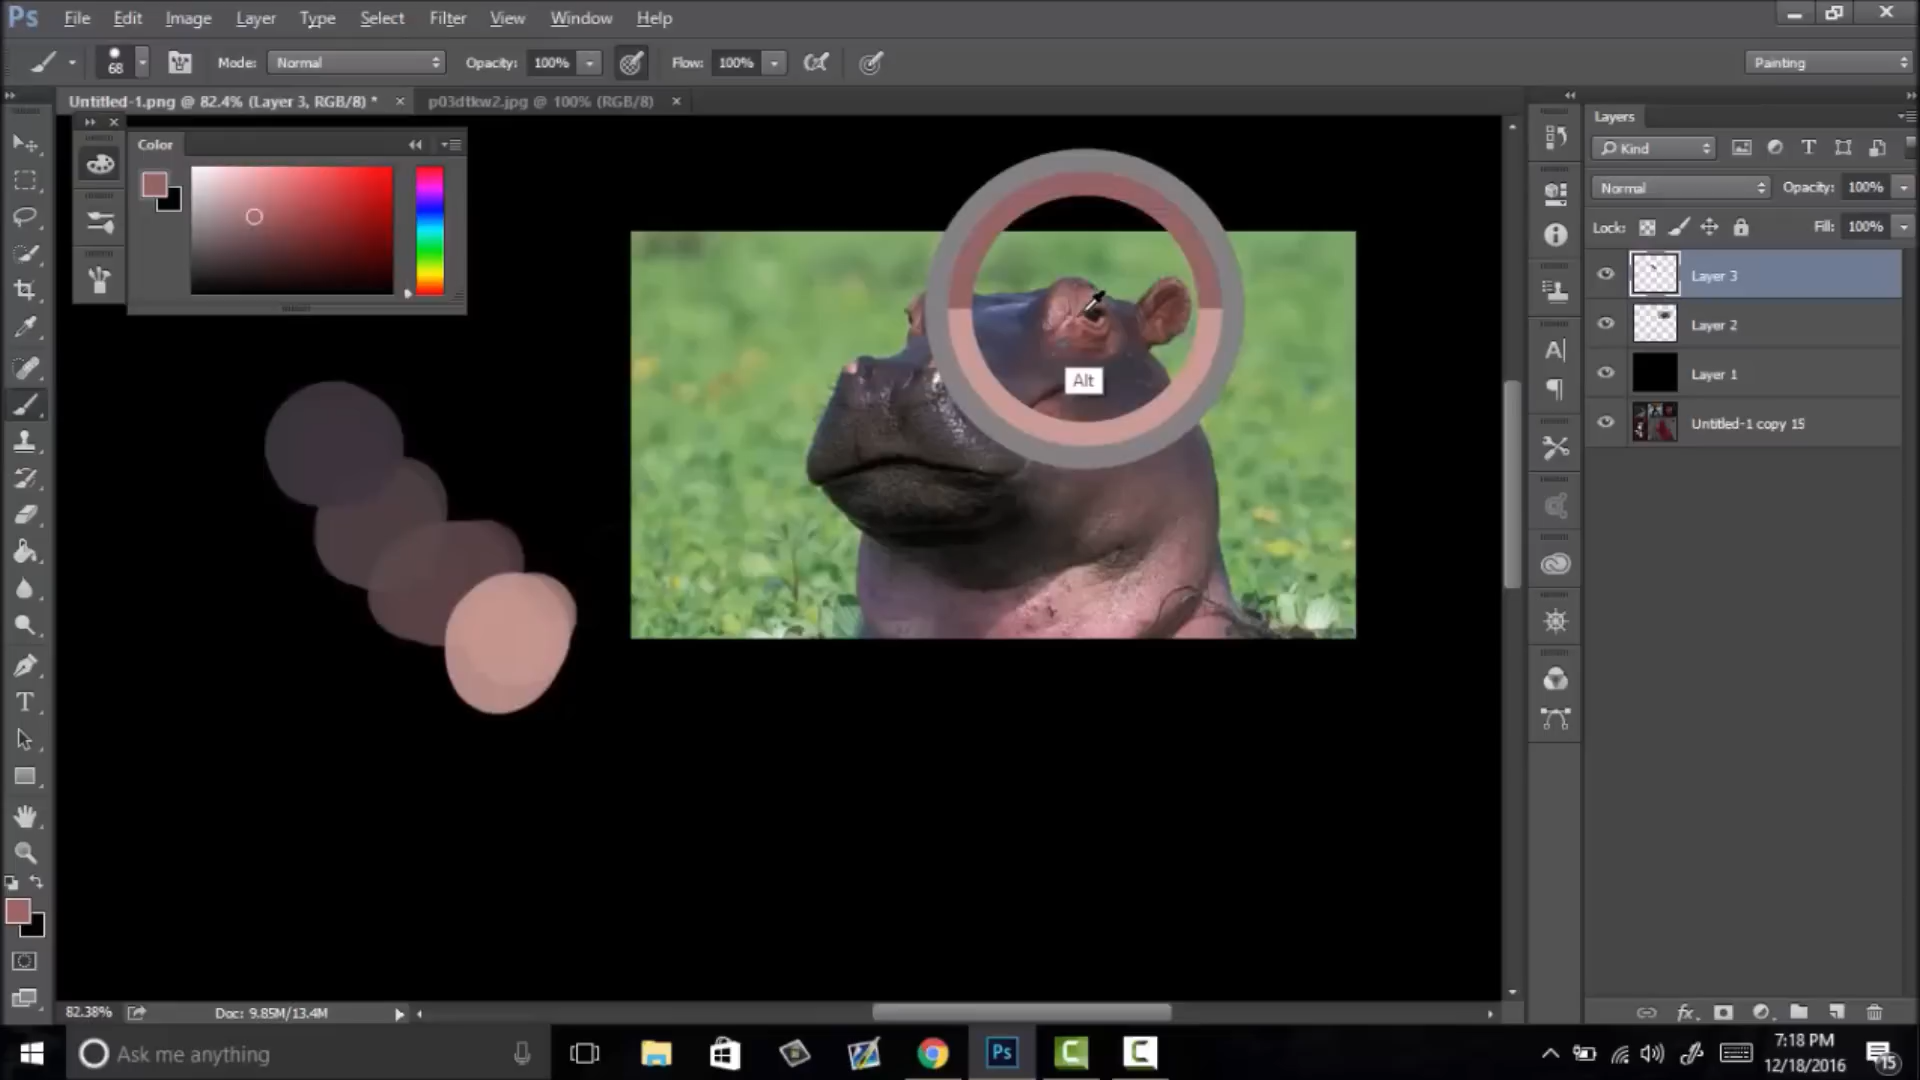 Ps File Edit Image Layer Type Select Filter View Window Help
68 Mode: Normal Opacity: 100% Flow: 100% Painting
Untitled-1.png @ 82.4% (Layer 3, RGB/8) * × p03dtkw2.jpg @ 100% (RGB/8) ×
Color
Layers
Kind
Normal Opacity: 100%
Lock: Fill: 100%
Layer 3
Layer 2
Layer 1
Untitled-1 copy 15
Alt
82.38% Doc: 9.85M/13.4M
Ask me anything
Ps
7:18 PM
12/18/2016
15